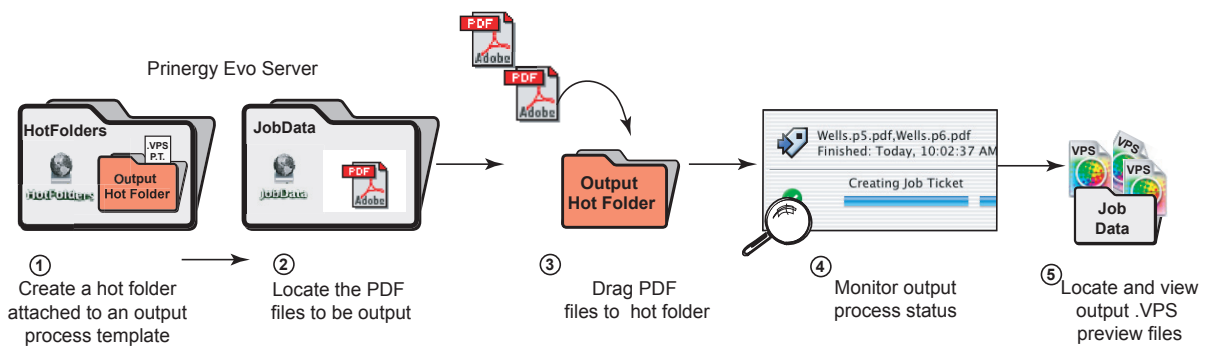 PDF
Adobe
PDF
Adobe
Prinergy Evo Server
HotFolders
.VPS
P.T.
Output
Hot Folder
HotFolders
JobData
JobData
PDF
Adobe
Output
Hot Folder
Wells.p5.pdf,Wells.p6.pdf
Finished: Today, 10:02:37 AM
Creating Job Ticket
VPS
VPS
VPS
Job
Data
1
Create a hot folder
attached to an output
process template
2
Locate the PDF
files to be output
3
Drag PDF
files to hot folder
4
Monitor output
process status
5
Locate and view
output .VPS
preview files